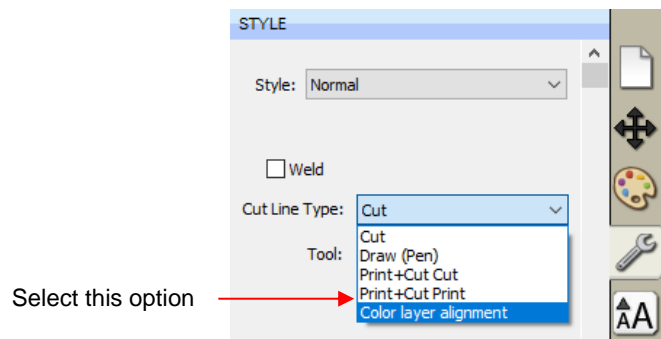 STYLE
Style: Normal
Weld
Cut Line Type: Cut
Cut
Tool: Draw (Pen)
Print+Cut Cut
Select this option Print+Cut Print
Color layer alignment
AA